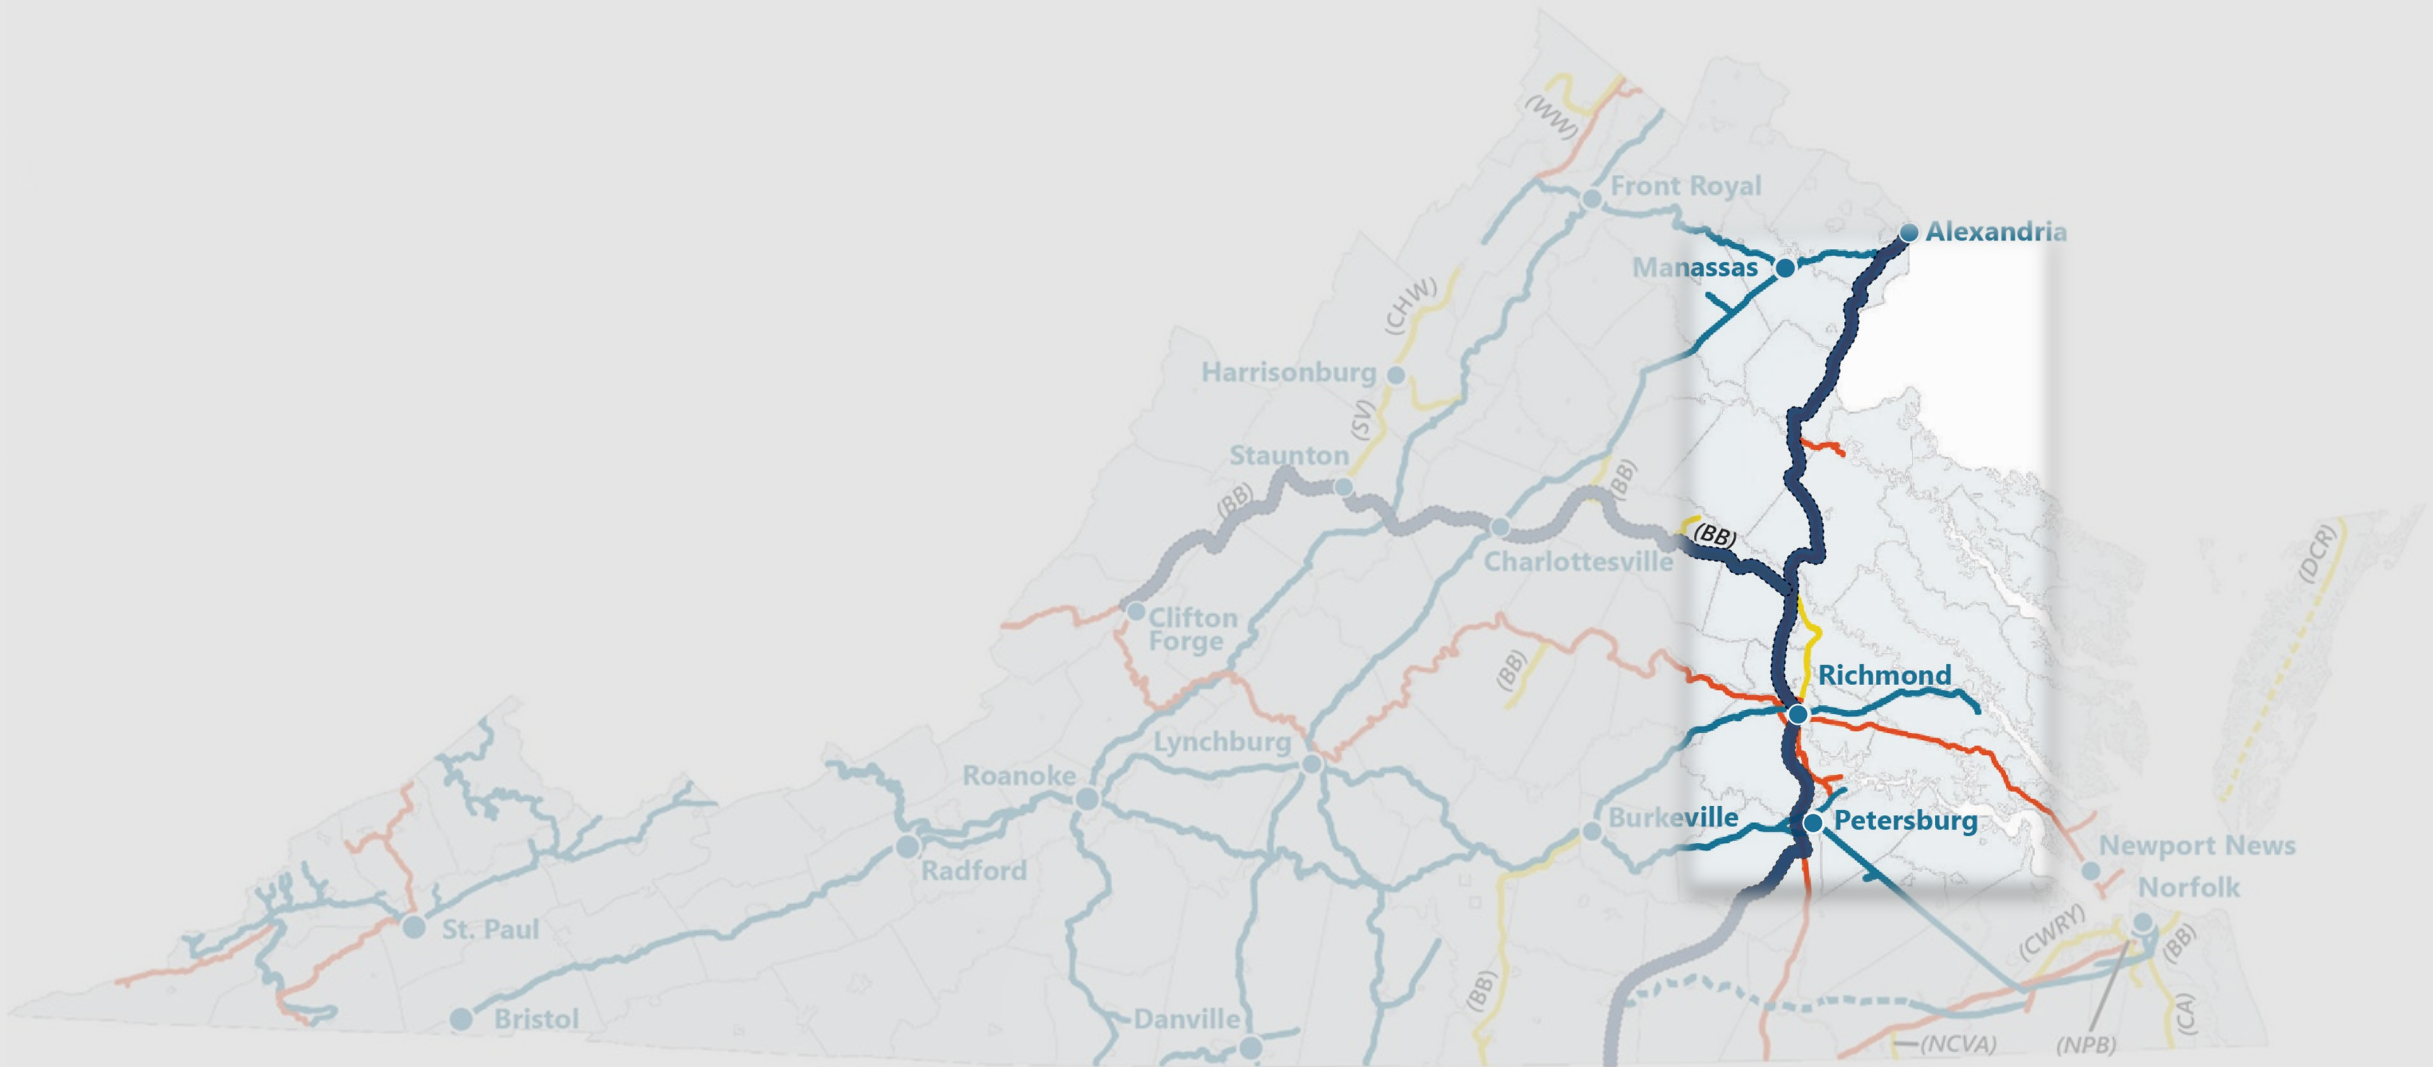 (WW)
Front Royal
Alexandria
Manassas
(CHW)
Harrisonburg
(SV)
Staunton
(BB)
(BB)
(BB)
(DCR)
Charlottesville
Clifton
Forge
(BB)
Richmond
Lynchburg
Roanoke
Burkeville
Petersburg
Newport News
Radford
Norfolk
St. Paul
(CWRY)
(BB)
(BB)
Bristol
Danville
(CA)
(NCVA)
(NPB)